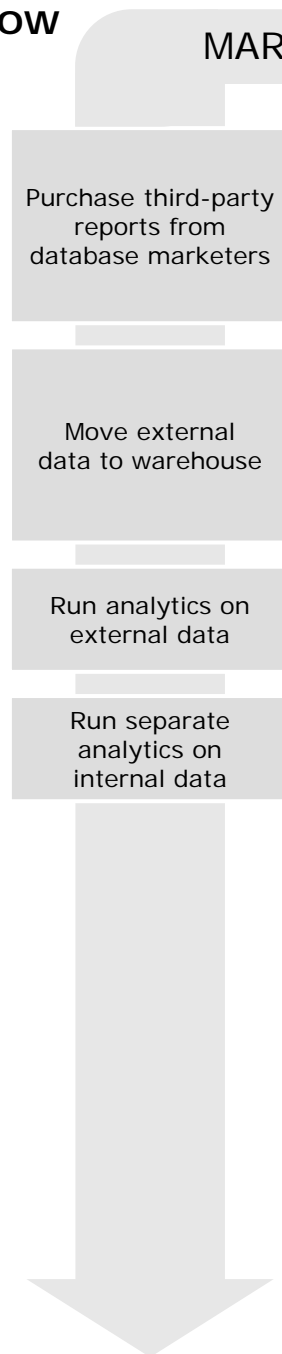 OW
MAR
Purchase third-party
reports from
database marketers
Move external
data to warehouse
Run analytics on
external data
Run separate
analytics on
internal data